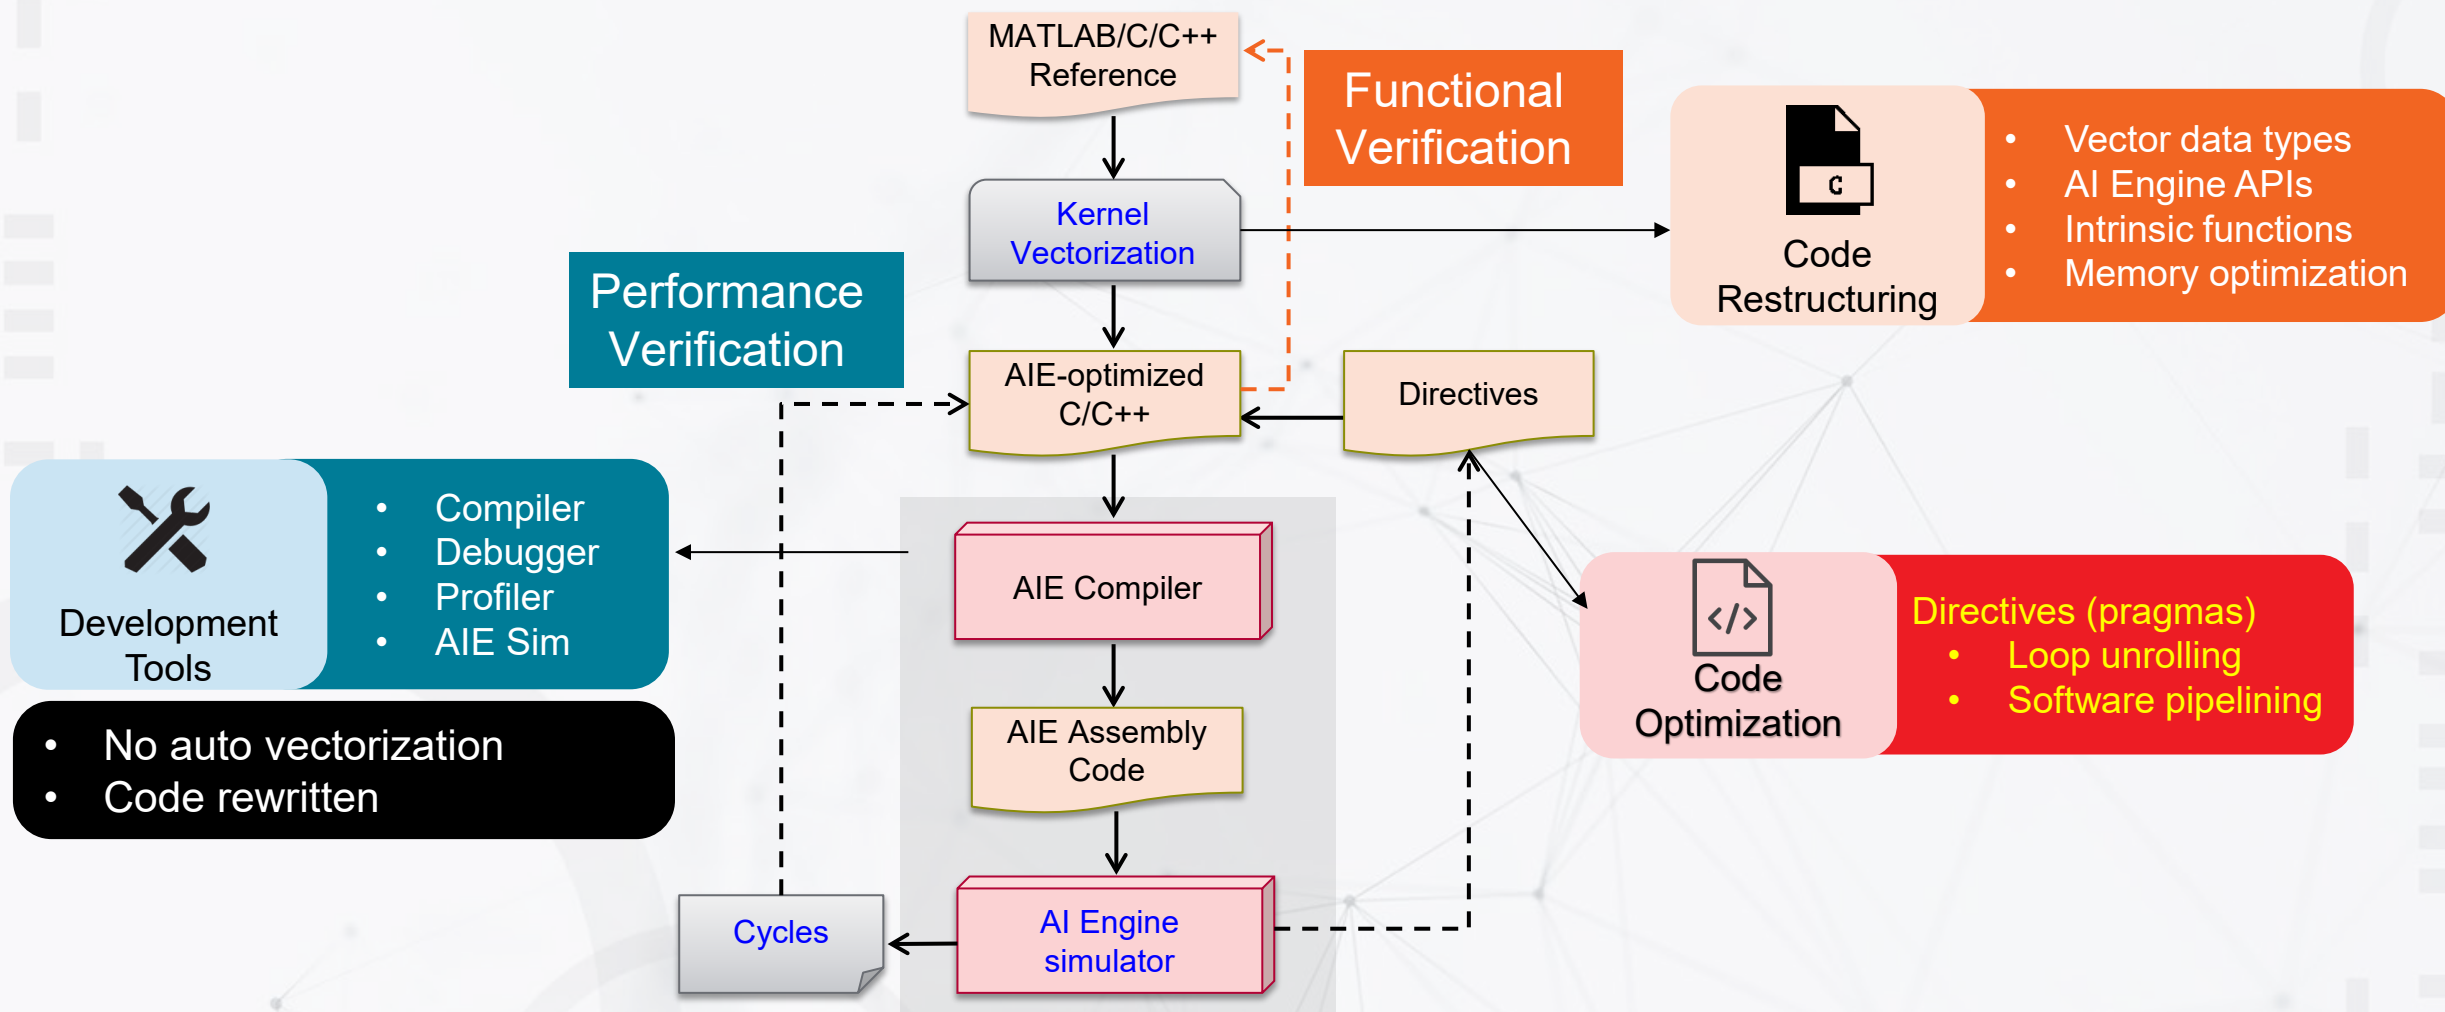 MATLAB/C/C++
Reference
Functional
Verification
C
Code
Restructuring
• Vector data types
• AI Engine APIs
• Intrinsic functions
• Memory optimization
Kernel
Vectorization
Performance
Verification
AIE-optimized
C/C++
Directives
Development
Tools
• Compiler
• Debugger
• Profiler
• AIE Sim
AIE Compiler
</>
Code
Optimization
Directives (pragmas)
• Loop unrolling
• Software pipelining
• No auto vectorization
• Code rewritten
AIE Assembly
Code
Cycles
AI Engine
simulator